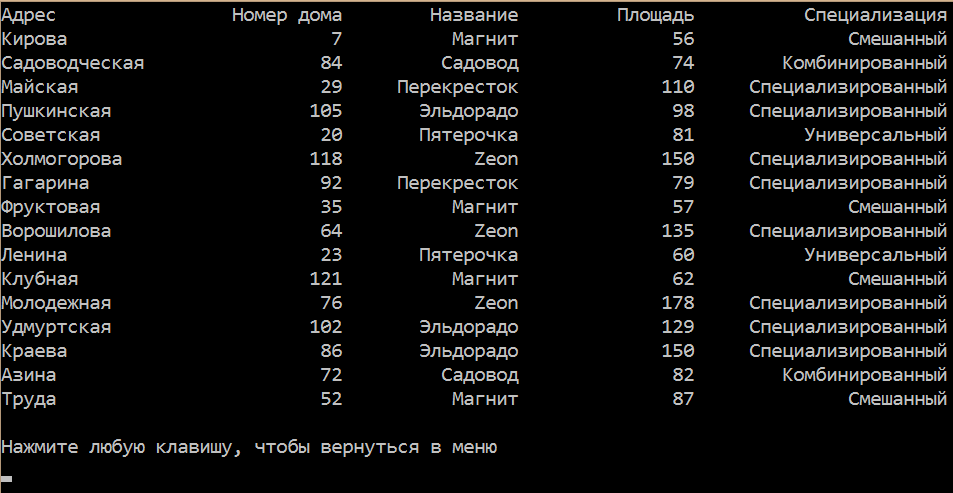 Адрес Номер дома Название Площадь Специализация
Кирова 7 Магнит 56 Смешанный
Садоводческая 84 Садовод 74 Комбинированный
Майская 29 Перекресток 110 Специализированный
Пушкинская 105 Эльдорадо 98 Специализированный
Советская 20 Пятерочка 81 Универсальный
Холмогорова 118 Zeon 150 Специализированный
Гагарина 92 Перекресток 79 Специализированный
Фруктовая 35 Магнит 57 Смешанный
Ворошилова 64 Zeon 135 Специализированный
Ленина 23 Пятерочка 60 Универсальный
Клубная 121 Магнит 62 Смешанный
Молодежная 76 Zeon 178 Специализированный
Удмуртская 102 Эльдорадо 129 Специализированный
Краева 86 Эльдорадо 150 Специализированный
Азина 72 Садовод 82 Комбинированный
Труда 52 Магнит 87 Смешанный
Нажмите любую клавишу, чтобы вернуться в меню